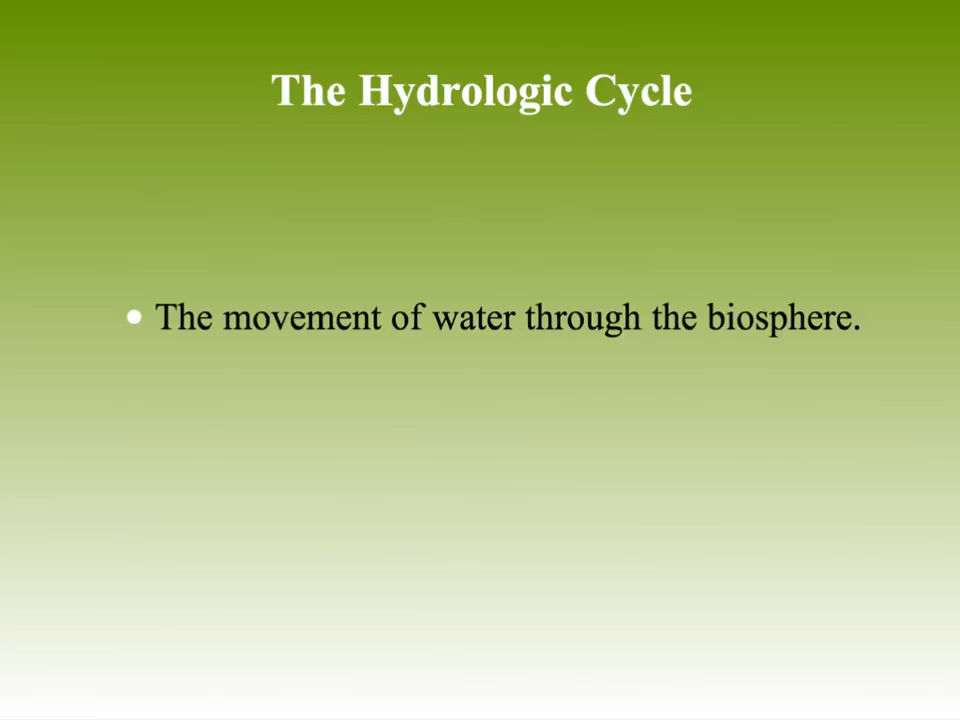 The Hydrologic Cycle
• The movement of water through the biosphere.